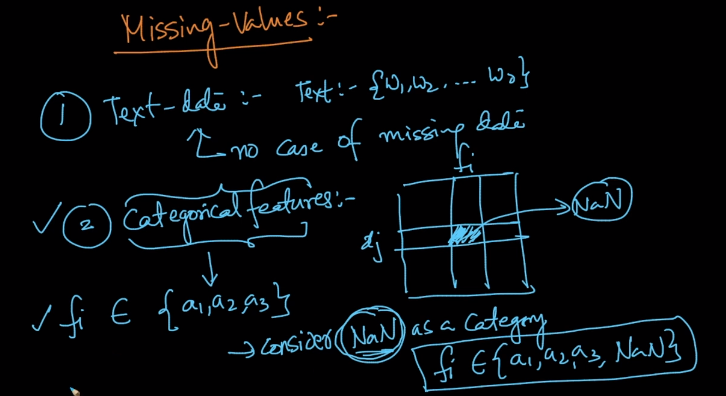 Missing-Values :-
1 Text-data :- Text :- {w1, w2, .... wn}
no case of missing data
fi
2 Categorical features :-
NaN
dj
fi ∈ {a1, a2, a3}
→ consider NaN as a Category
fi ∈ {a1, a2, a3, NaN}